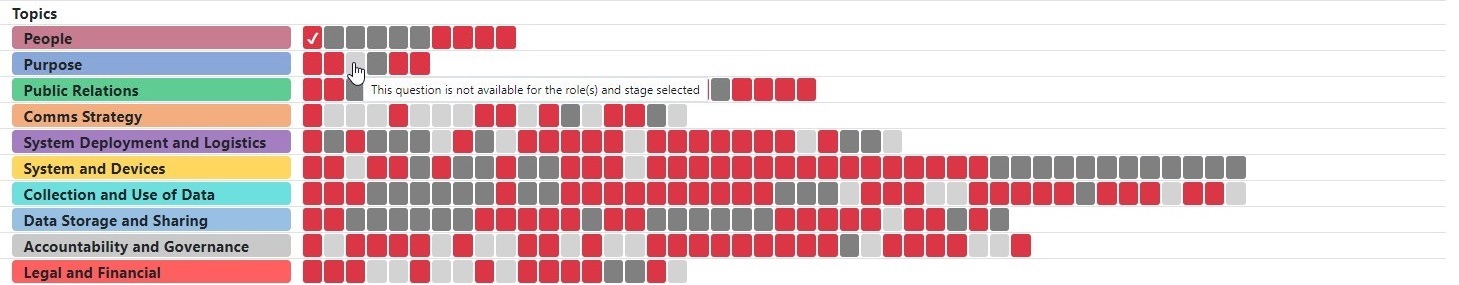 Topics
People
Purpose
Public Relations
This question is not available for the role(s) and stage selected
Comms Strategy
System Deployment and Logistics
System and Devices
Collection and Use of Data
Data Storage and Sharing
Accountability and Governance
Legal and Financial